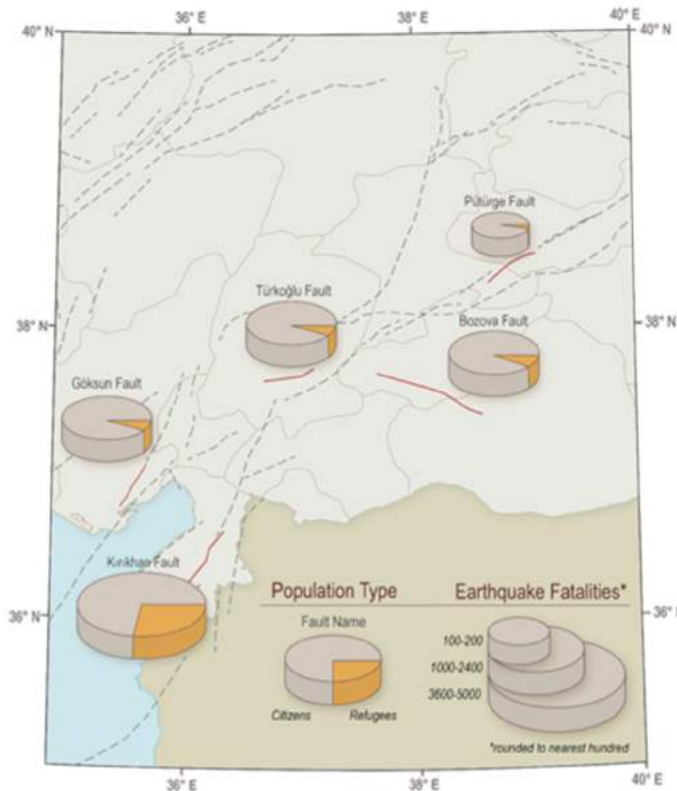 36° E
38° E
40° E
40° N
40° N
Pütürge Fault
Türkoğlu Fault
38° N
Bozova Fault
38° N
Göksun Fault
Kırıkhan Fault
Population Type
Earthquake Fatalities*
36° N
36° N
Fault Name
100-200
1000-2400
3600-5000
Citizens
Refugees
*rounded to nearest hundred
36° E
38° E
40° E